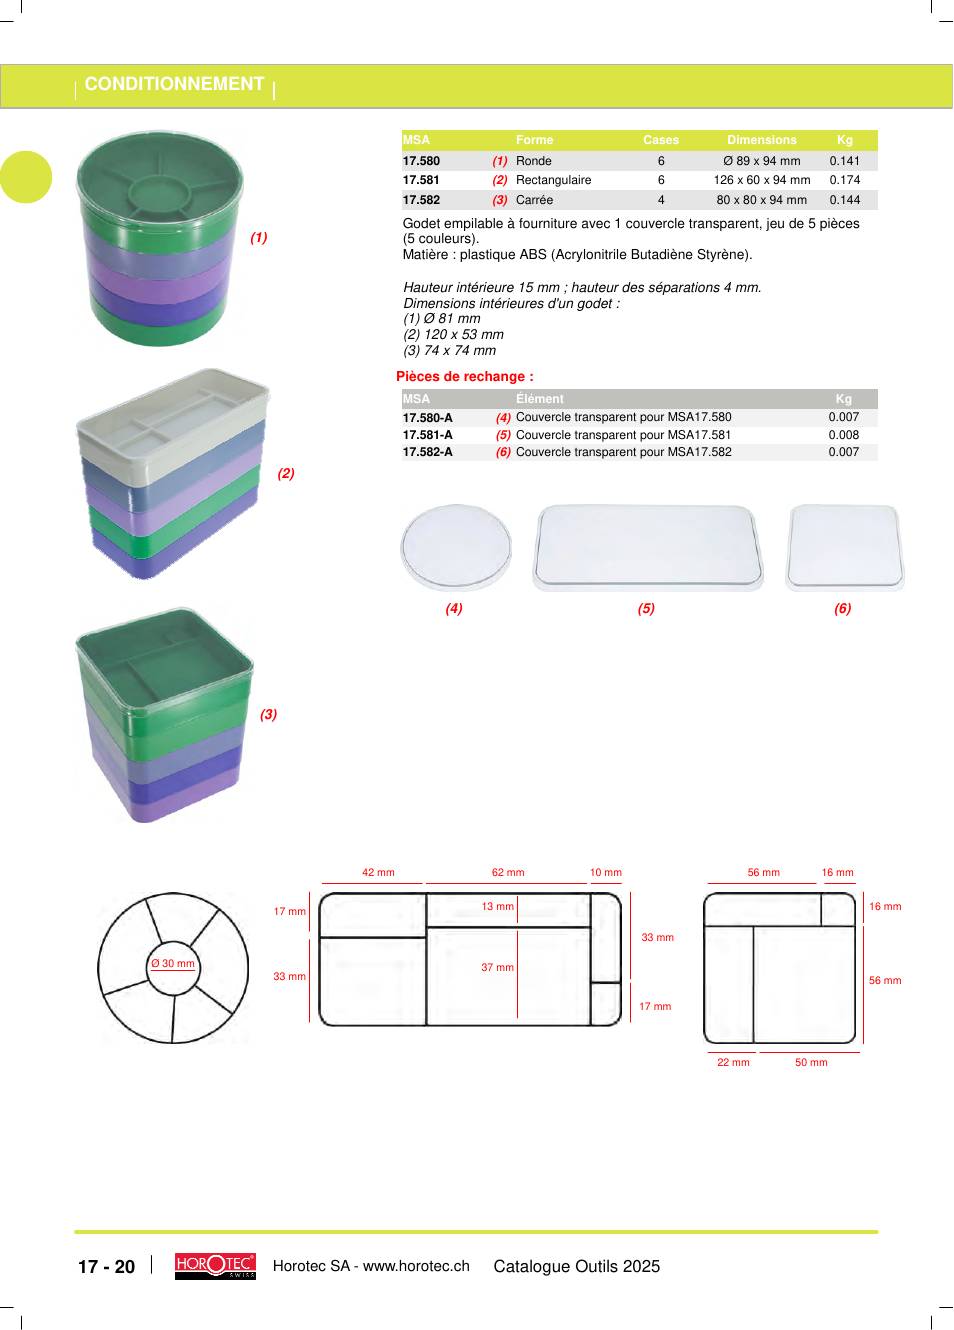 CONDITIONNEMENT
MSA Forme Cases Dimensions Kg
17.580 (1) Ronde 6 Ø 89 x 94 mm 0.141
17.581 (2) Rectangulaire 6 126 x 60 x 94 mm 0.174
17.582 (3) Carrée 4 80 x 80 x 94 mm 0.144
Godet empilable à fourniture avec 1 couvercle transparent, jeu de 5 pièces
(5 couleurs).
Matière : plastique ABS (Acrylonitrile Butadiène Styrène).
Hauteur intérieure 15 mm ; hauteur des séparations 4 mm.
Dimensions intérieures d'un godet :
(1) Ø 81 mm
(2) 120 x 53 mm
(3) 74 x 74 mm
Pièces de rechange :
MSA Élément Kg
17.580-A (4) Couvercle transparent pour MSA17.580 0.007
17.581-A (5) Couvercle transparent pour MSA17.581 0.008
17.582-A (6) Couvercle transparent pour MSA17.582 0.007
(1)
(2)
(3)
(4) (5) (6)
42 mm 62 mm 10 mm 56 mm 16 mm
17 mm 13 mm 16 mm
33 mm
Ø 30 mm 33 mm 37 mm 56 mm
17 mm
22 mm 50 mm
17 - 20 HOROTEC® SWISS Horotec SA - www.horotec.ch Catalogue Outils 2025